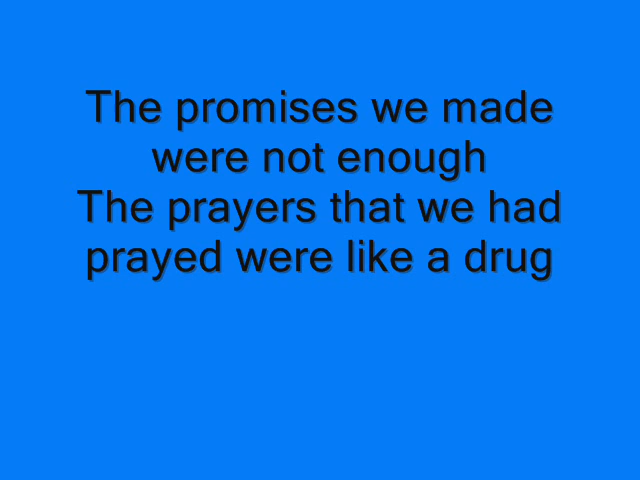 The promises we made
were not enough
The prayers that we had
prayed were like a drug